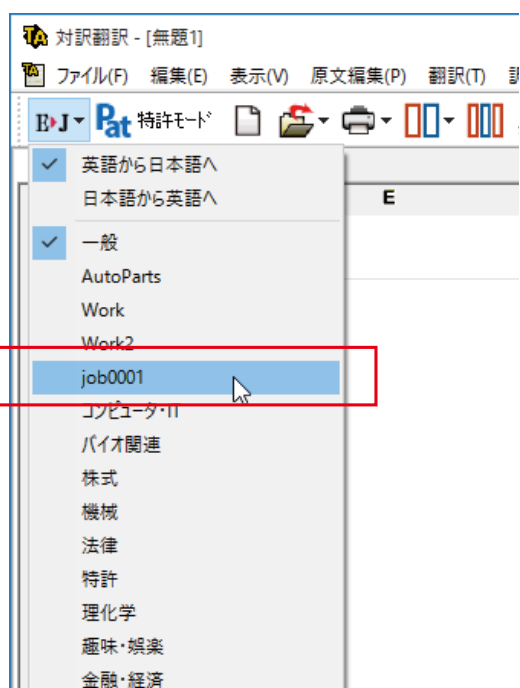 対訳翻訳 - [無題1]
ファイル(F) 編集(E) 表示(V) 原文編集(P) 翻訳(T)
E▸J Pat 特許モード
英語から日本語へ
日本語から英語へ
E
一般
AutoParts
Work
Work2
job0001
コンピュータ・IT
バイオ関連
株式
機械
法律
特許
理化学
趣味・娯楽
金融・経済